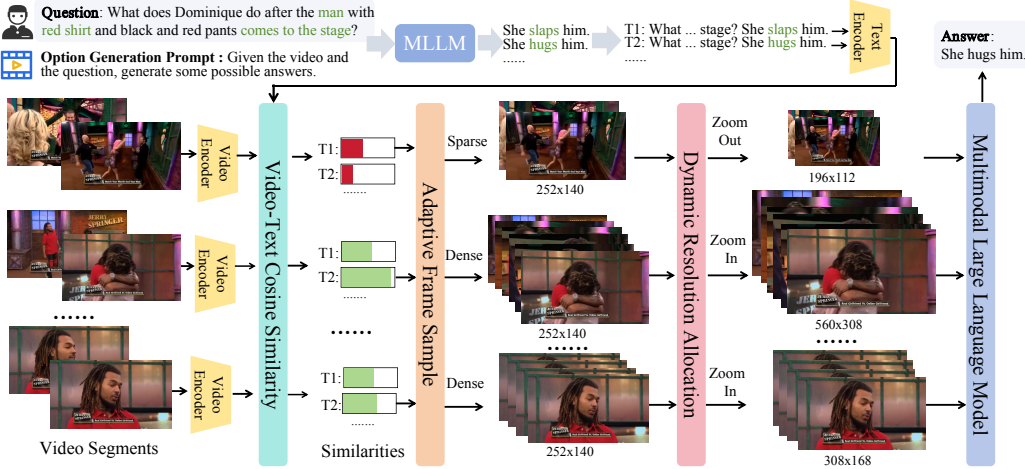 Question: What does Dominique do after the man with
red shirt and black and red pants comes to the stage?
Option Generation Prompt : Given the video and
the question, generate some possible answers.
MLLM
She slaps him.
She hugs him.
......
T1: What ... stage? She slaps him.
T2: What ... stage? She hugs him.
......
Text
Encoder
Answer:
She hugs him.
Video
Encoder
Video
Encoder
......
Video
Encoder
Video Segments
Video-Text Cosine Similarity
T1:
T2:
.......
T1:
T2:
.......
......
T1:
T2:
.......
Similarities
Adaptive Frame Sample
Sparse
Dense
Dense
252x140
252x140
......
252x140
Dynamic Resolution Allocation
Zoom
Out
Zoom
In
Zoom
In
196x112
560x308
......
308x168
Multimodal Large Language Model
JERRY
SPRINGER